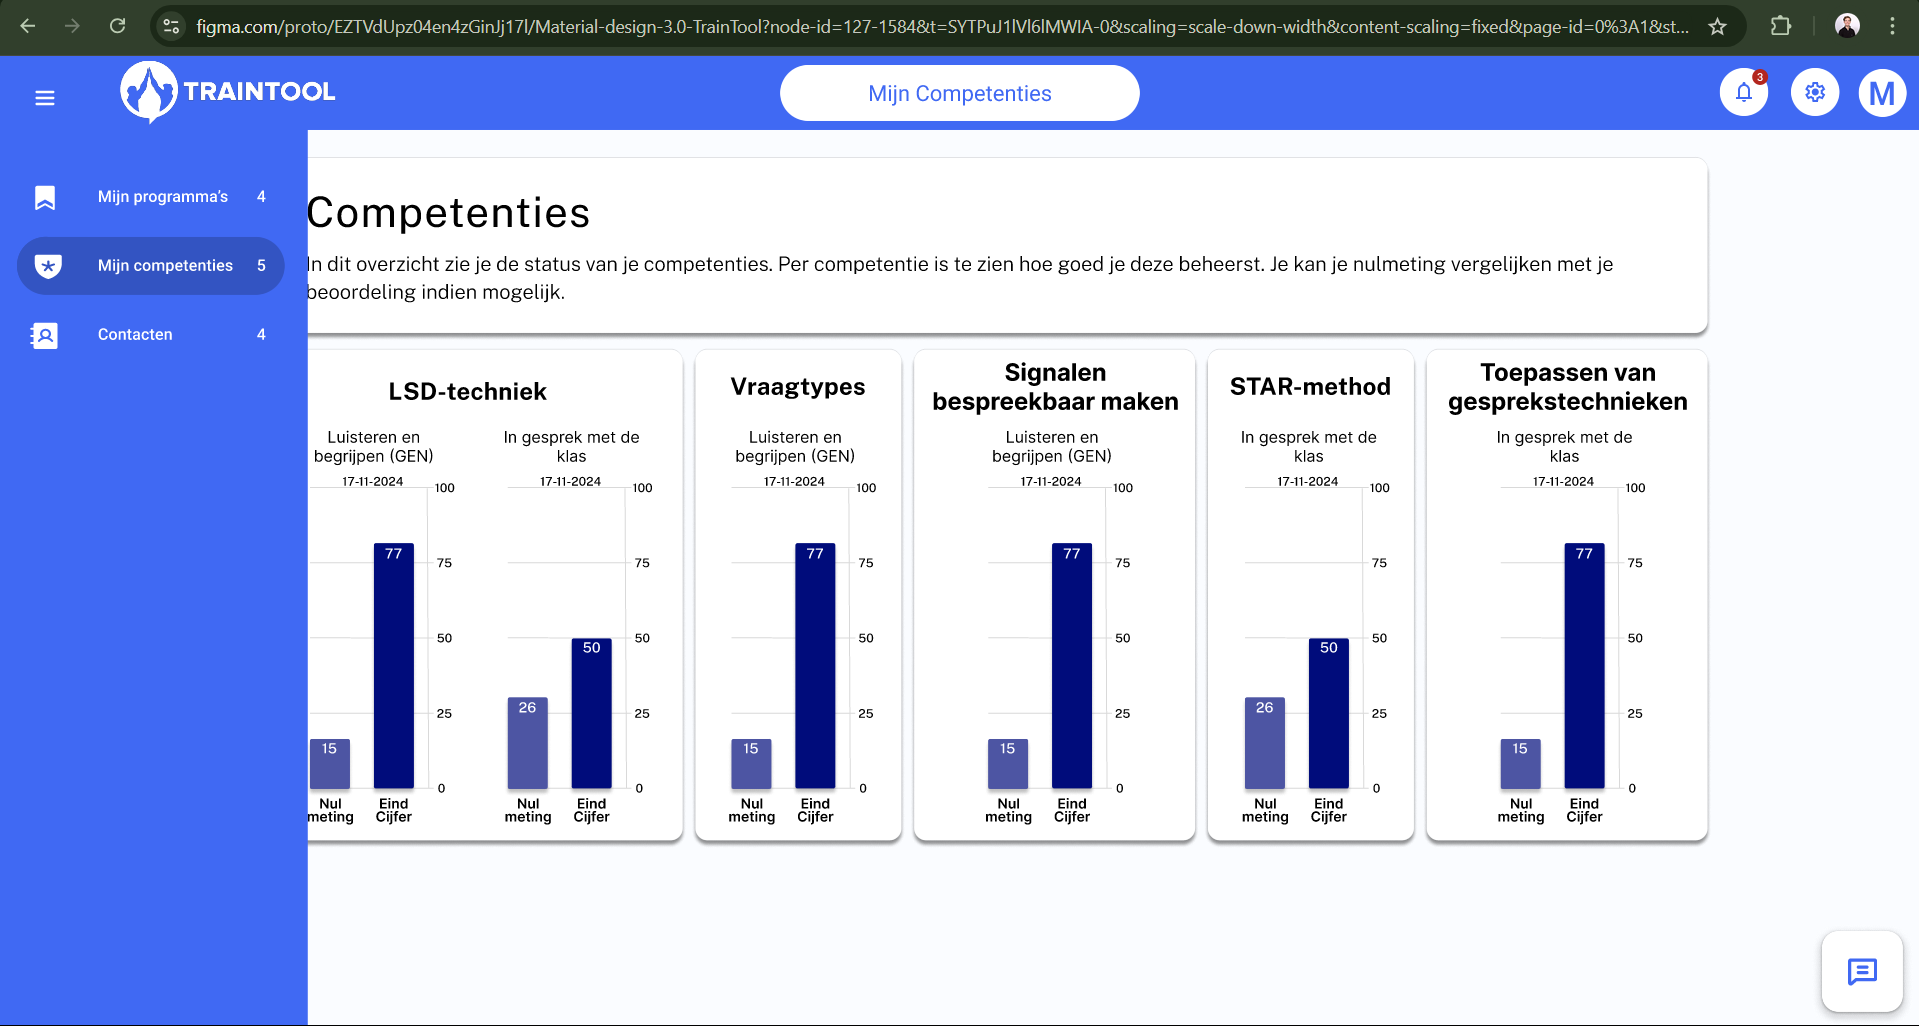 figma.com/proto/EZTVdUpz04en4zGinJj17l/Material-design-3.0-TrainTool?node-id=127-1584&t=SYTPuJ1lVl6lMWIA-0&scaling=scale-down-width&content-scaling=fixed&page-id=0%3A1&st...
TRAINTOOL
Mijn Competenties
3
M
Mijn programma's 4
Mijn competenties 5
Contacten 4
Competenties
In dit overzicht zie je de status van je competenties. Per competentie is te zien hoe goed je deze beheerst. Je kan je nulmeting vergelijken met je
beoordeling indien mogelijk.
LSD-techniek
Luisteren en
begrijpen (GEN)
17-11-2024
100
75
50
25
0
77
15
Nul
meting
Eind
Cijfer
In gesprek met de
klas
17-11-2024
100
75
50
25
0
50
26
Nul
meting
Eind
Cijfer
Vraagtypes
Luisteren en
begrijpen (GEN)
17-11-2024
100
75
50
25
0
77
15
Nul
meting
Eind
Cijfer
Signalen
bespreekbaar maken
Luisteren en
begrijpen (GEN)
17-11-2024
100
75
50
25
0
77
15
Nul
meting
Eind
Cijfer
STAR-method
In gesprek met de
klas
17-11-2024
100
75
50
25
0
50
26
Nul
meting
Eind
Cijfer
Toepassen van
gesprekstechnieken
In gesprek met de
klas
17-11-2024
100
75
50
25
0
77
15
Nul
meting
Eind
Cijfer